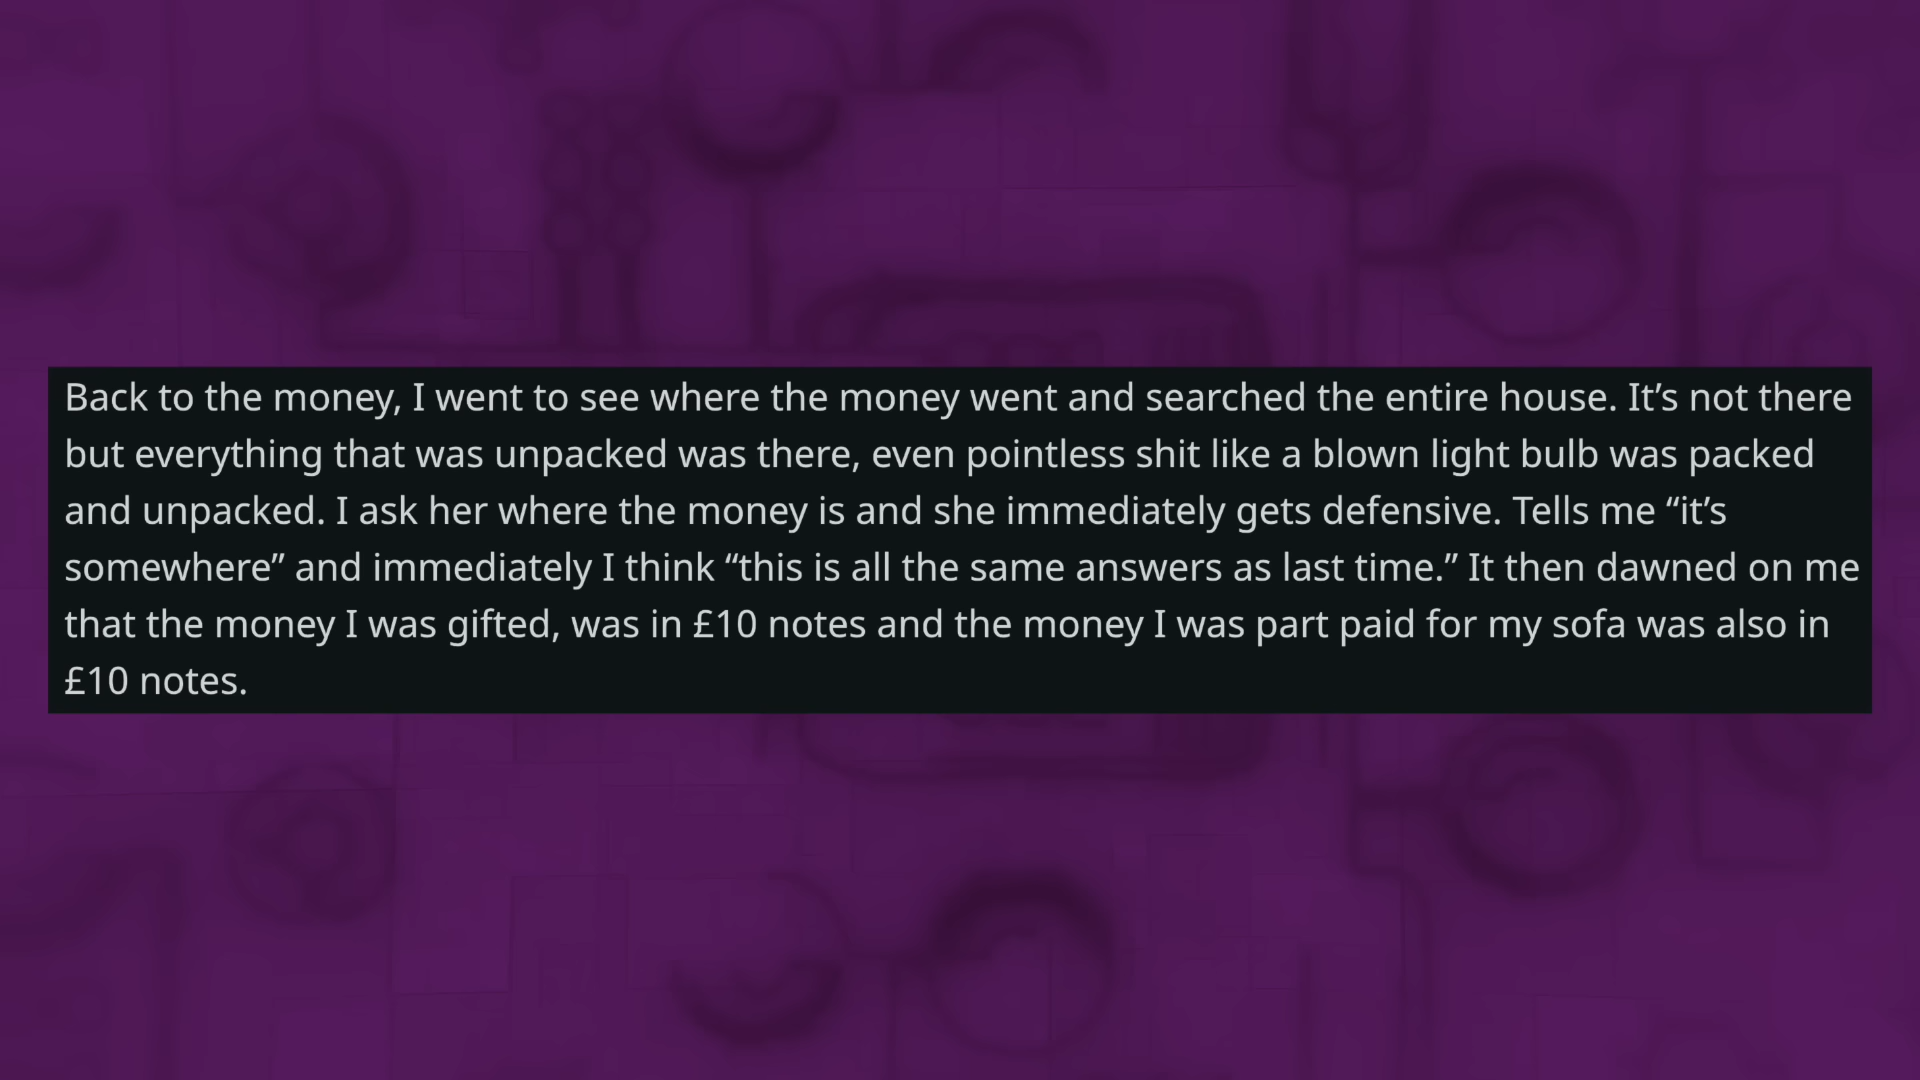 Back to the money, I went to see where the money went and searched the entire house. It’s not there
but everything that was unpacked was there, even pointless shit like a blown light bulb was packed
and unpacked. I ask her where the money is and she immediately gets defensive. Tells me “it’s
somewhere” and immediately I think “this is all the same answers as last time.” It then dawned on me
that the money I was gifted, was in £10 notes and the money I was part paid for my sofa was also in
£10 notes.